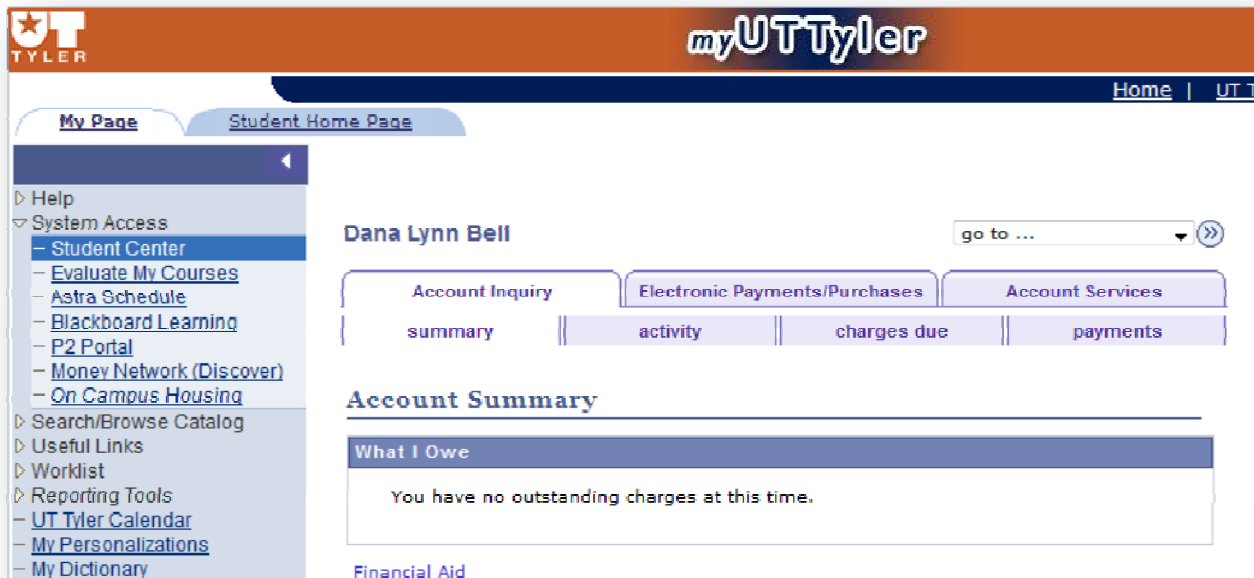 UT
TYLER
myUTTyler
Home | UT T
My Page Student Home Page
Help
System Access
– Student Center
– Evaluate My Courses
– Astra Schedule
– Blackboard Learning
– P2 Portal
– Money Network (Discover)
– On Campus Housing
Search/Browse Catalog
Useful Links
Worklist
Reporting Tools
– UT Tyler Calendar
– My Personalizations
– My Dictionary
Dana Lynn Bell go to ...
Account Inquiry Electronic Payments/Purchases Account Services
summary activity charges due payments
Account Summary
What I Owe
You have no outstanding charges at this time.
Financial Aid